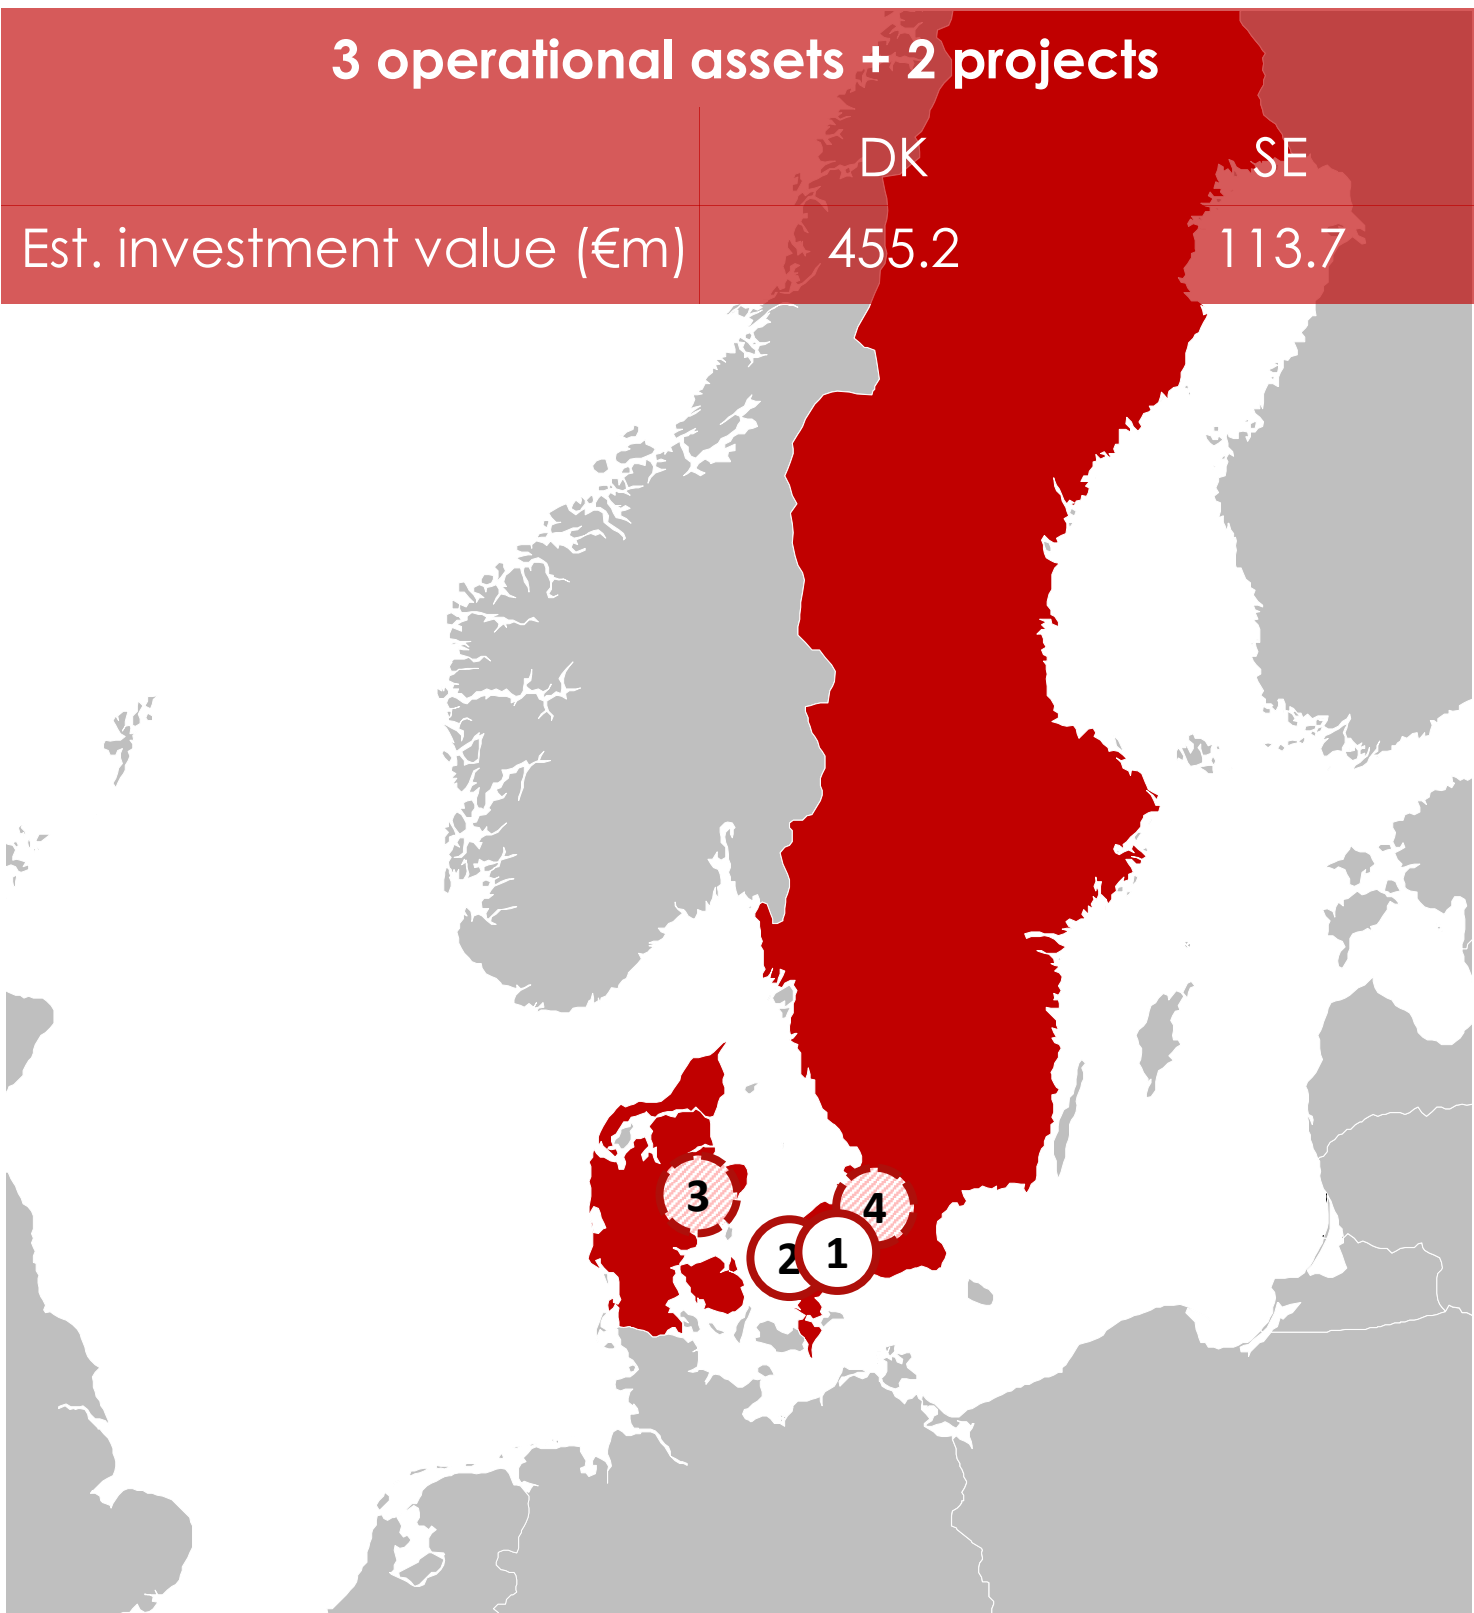 3 operational assets + 2 projects
DK SE
Est. investment value (€m) 455.2 113.7
3
4
2 1